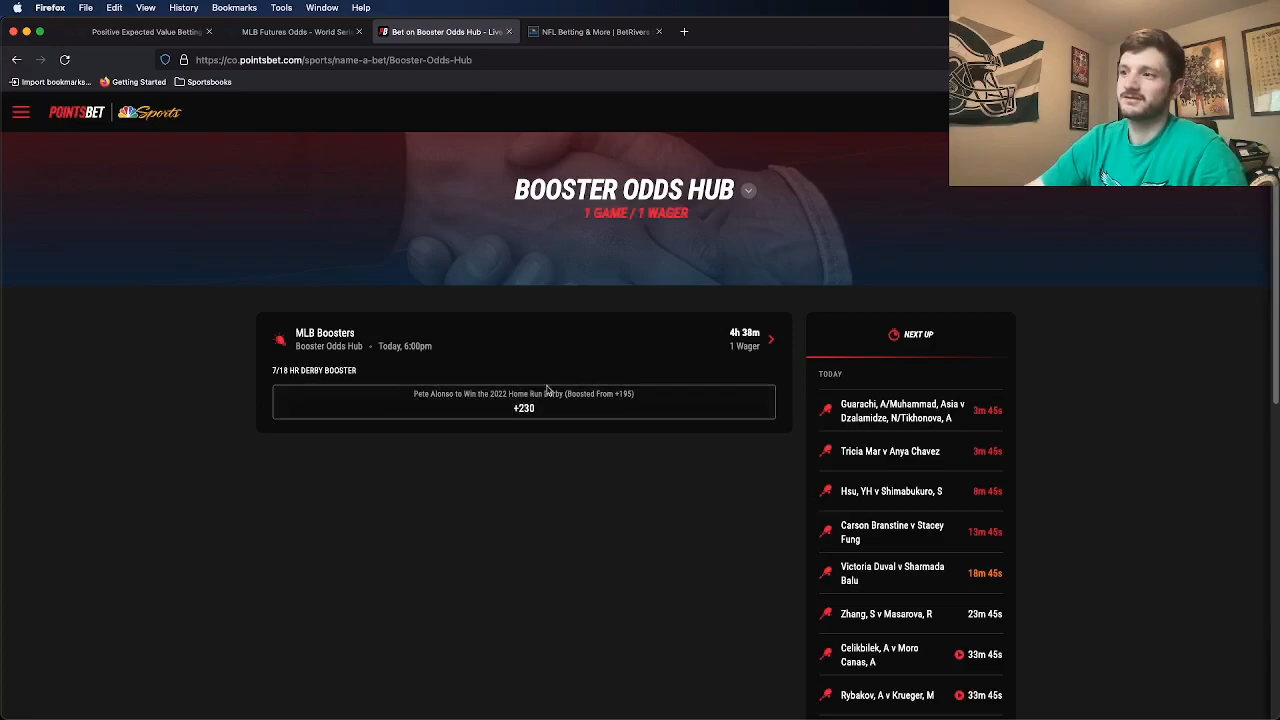 Firefox File Edit View History Bookmarks Tools Window Help
Positive Expected Value Betting
MLB Futures Odds - World Seri
Bet on Booster Odds Hub - Live
NFL Betting & More | BetRivers
https://co.pointsbet.com/sports/name-a-bet/Booster-Odds-Hub
Import bookmarks... Getting Started Sportsbooks
POINTSBET Sports
BOOSTER ODDS HUB
1 GAME / 1 WAGER
MLB Boosters 4h 38m
Booster Odds Hub • Today, 6:00pm 1 Wager
7/18 HR DERBY BOOSTER
Pete Alonso to Win the 2022 Home Run Derby (Boosted From +195)
+230
NEXT UP
TODAY
Guarachi, A/Muhammad, Asia v
Dzalamidze, N/Tikhonova, A
3m 45s
Tricia Mar v Anya Chavez 3m 45s
Hsu, YH v Shimabukuro, S 8m 45s
Carson Branstine v Stacey
Fung
13m 45s
Victoria Duval v Sharmada
Balu
18m 45s
Zhang, S v Masarova, R 23m 45s
Celikbilek, A v Moro
Canas, A
33m 45s
Rybakov, A v Krueger, M 33m 45s